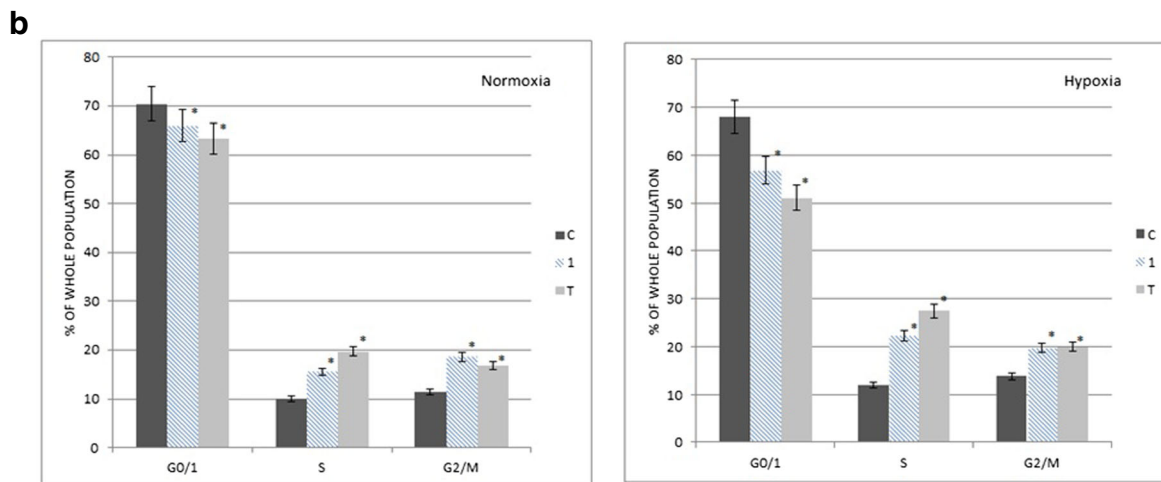 b
Normoxia
% OF WHOLE POPULATION
80
70
60
50
40
30
20
10
0
* *
* *
* *
G0/1 S G2/M
C
1
T
Hypoxia
% OF WHOLE POPULATION
80
70
60
50
40
30
20
10
0
* *
* *
* *
G0/1 S G2/M
C
1
T